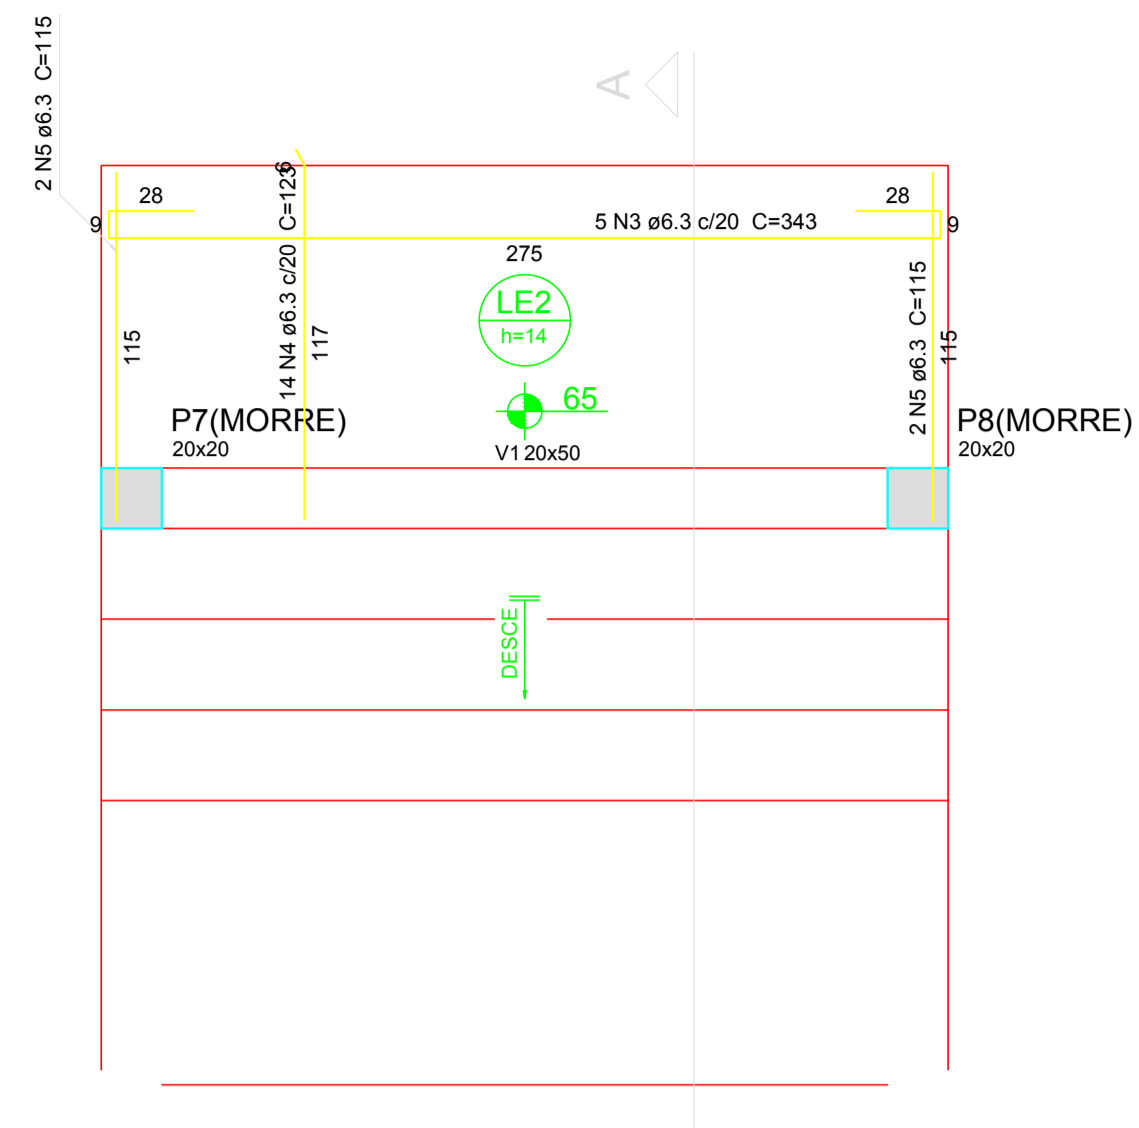 2 N5 ø6.3 C=115
A
28
28
9
5 N3 ø6.3 c/20 C=343
9
275
14 N4 ø6.3 c/20 C=123
6
LE2
h=14
115
117
2 N5 ø6.3 C=115
115
65
P7(MORRE)
20x20
V1 20x50
P8(MORRE)
20x20
DESCE